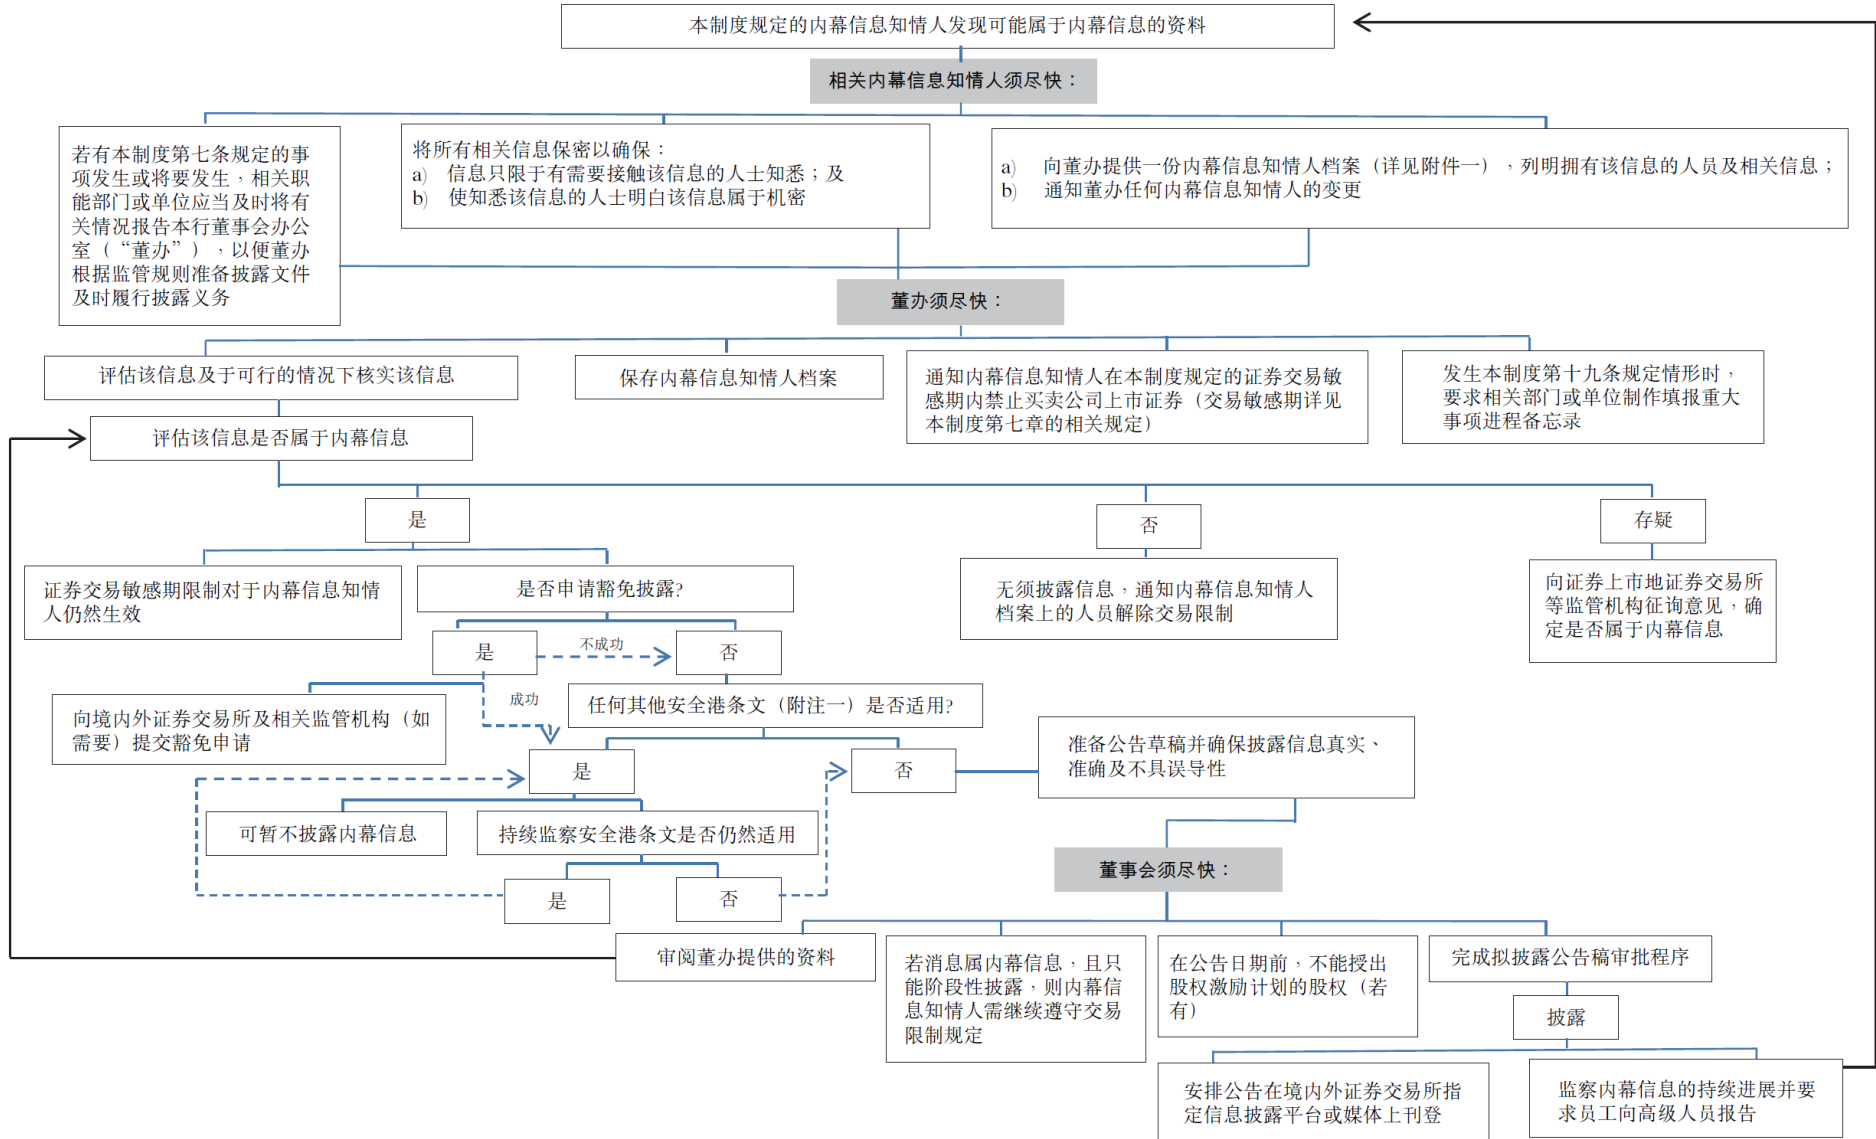 本制度规定的内幕信息知情人发现可能属于内幕信息的资料
相关内幕信息知情人须尽快：
若有本制度第七条规定的事
项发生或将要发生，相关职
能部门或单位应当及时将有
关情况报告本行董事会办公
室（“董办”），以便董办
根据监管规则准备披露文件
及时履行披露义务
将所有相关信息保密以确保：
a) 信息只限于有需要接触该信息的人士知悉；及
b) 使知悉该信息的人士明白该信息属于机密
a) 向董办提供一份内幕信息知情人档案（详见附件一），列明拥有该信息的人员及相关信息；
b) 通知董办任何内幕信息知情人的变更
董办须尽快：
评估该信息及于可行的情况下核实该信息
保存内幕信息知情人档案
通知内幕信息知情人在本制度规定的证券交易敏
感期内禁止买卖公司上市证券（交易敏感期详见
本制度第七章的相关规定）
发生本制度第十九条规定情形时，
要求相关部门或单位制作填报重大
事项进程备忘录
评估该信息是否属于内幕信息
是
否
存疑
证券交易敏感期限制对于内幕信息知情
人仍然生效
是否申请豁免披露?
无须披露信息，通知内幕信息知情人
档案上的人员解除交易限制
向证券上市地证券交易所
等监管机构征询意见，确
定是否属于内幕信息
是
不成功
否
成功
向境内外证券交易所及相关监管机构（如
需要）提交豁免申请
任何其他安全港条文（附注一）是否适用?
是
否
准备公告草稿并确保披露信息真实、
准确及不具误导性
可暂不披露内幕信息
持续监察安全港条文是否仍然适用
是
否
董事会须尽快：
审阅董办提供的资料
若消息属内幕信息，且只
能阶段性披露，则内幕信
息知情人需继续遵守交易
限制规定
在公告日期前，不能授出
股权激励计划的股权（若
有）
完成拟披露公告稿审批程序
披露
安排公告在境内外证券交易所指
定信息披露平台或媒体上刊登
监察内幕信息的持续进展并要
求员工向高级人员报告